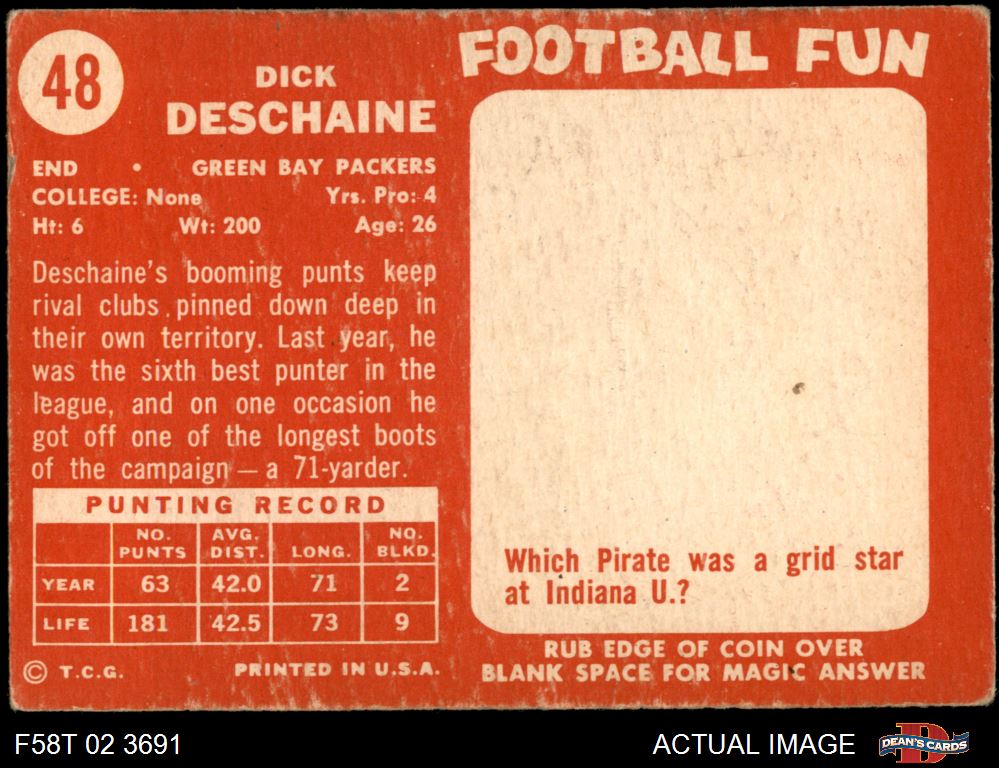 48
DICK
DESCHAINE
END • GREEN BAY PACKERS
COLLEGE: None Yrs. Pro: 4
Ht: 6 Wt: 200 Age: 26
Deschaine's booming punts keep
rival clubs pinned down deep in
their own territory. Last year, he
was the sixth best punter in the
league, and on one occasion he
got off one of the longest boots
of the campaign — a 71-yarder.
PUNTING RECORD
NO. PUNTS AVG. DIST. LONG. NO. BLKD.
YEAR 63 42.0 71 2
LIFE 181 42.5 73 9
© T.C.G. PRINTED IN U.S.A.
FOOTBALL FUN
Which Pirate was a grid star
at Indiana U.?
RUB EDGE OF COIN OVER
BLANK SPACE FOR MAGIC ANSWER
F58T 02 3691
ACTUAL IMAGE
D
DEAN'S CARDS